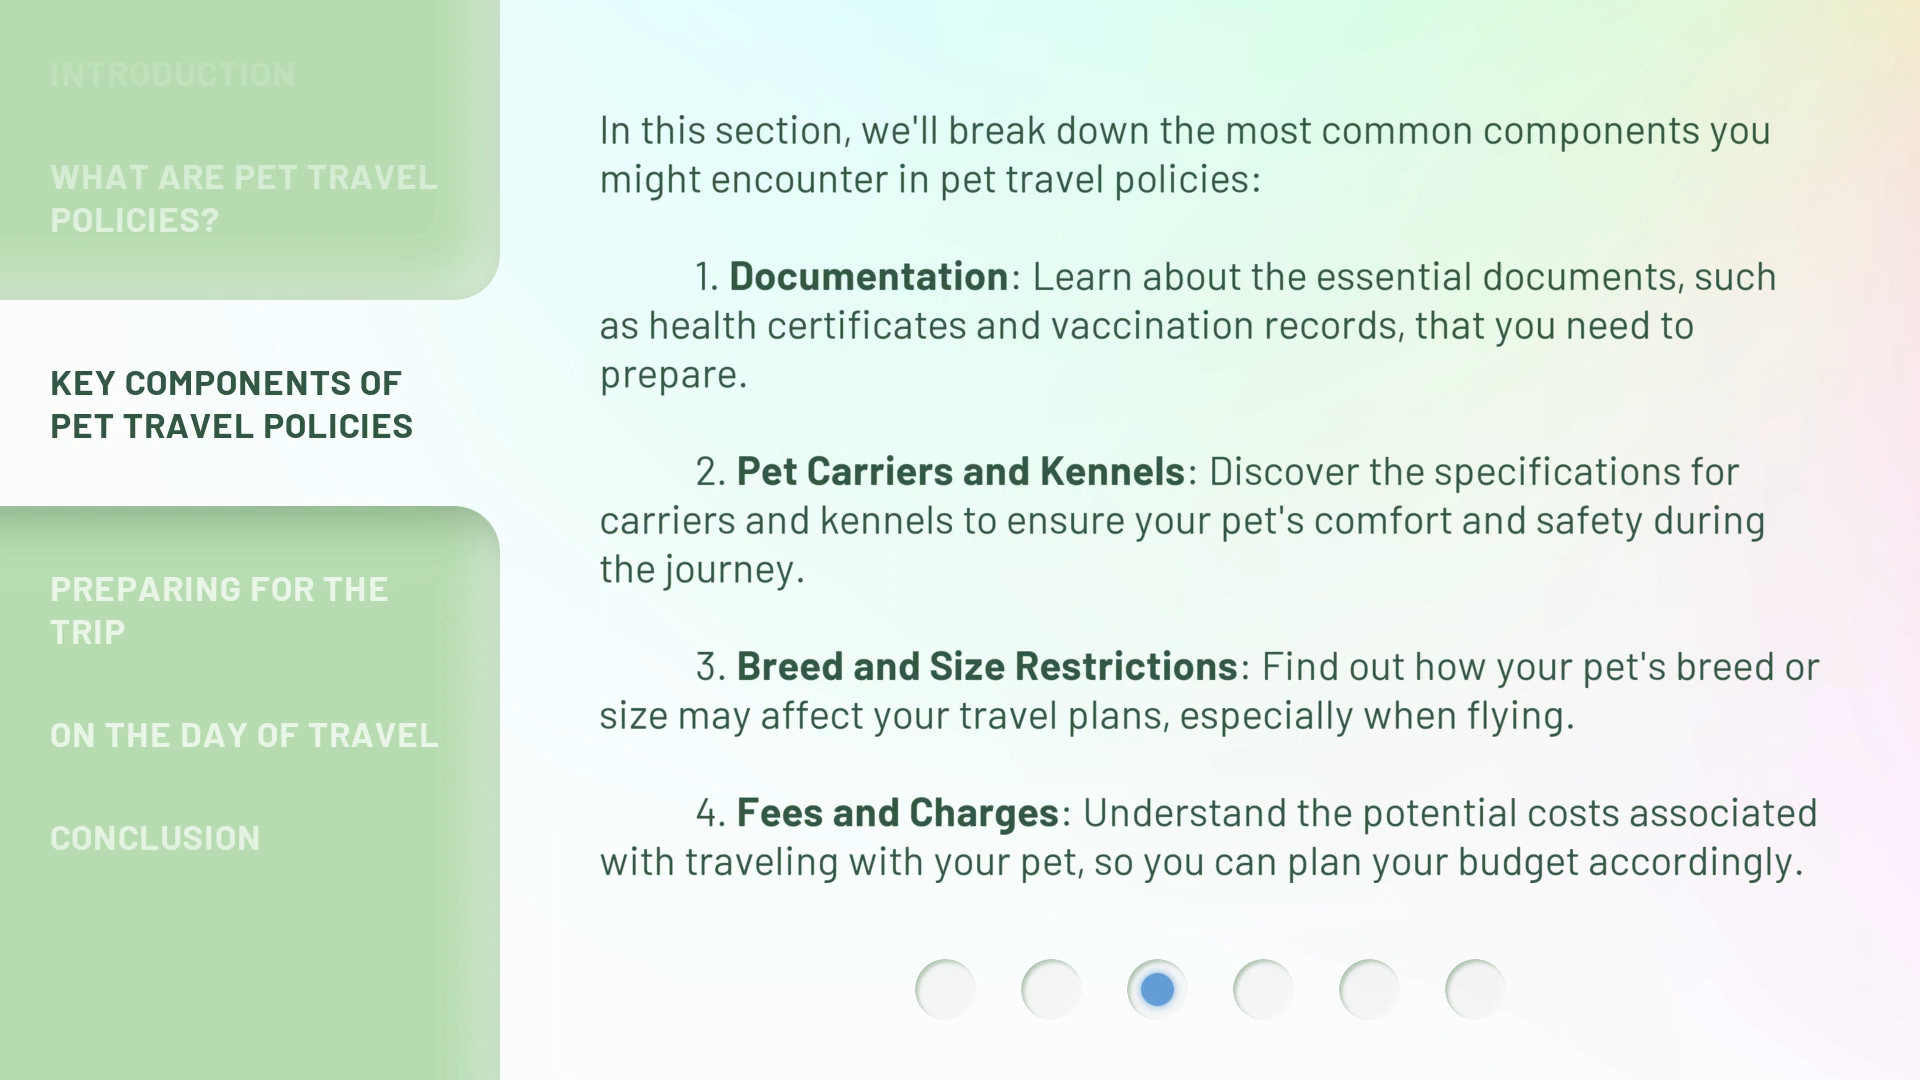 INTRODUCTION
WHAT ARE PET TRAVEL
POLICIES?
KEY COMPONENTS OF
PET TRAVEL POLICIES
PREPARING FOR THE
TRIP
ON THE DAY OF TRAVEL
CONCLUSION
In this section, we'll break down the most common components you
might encounter in pet travel policies:
1. Documentation: Learn about the essential documents, such
as health certificates and vaccination records, that you need to
prepare.
2. Pet Carriers and Kennels: Discover the specifications for
carriers and kennels to ensure your pet's comfort and safety during
the journey.
3. Breed and Size Restrictions: Find out how your pet's breed or
size may affect your travel plans, especially when flying.
4. Fees and Charges: Understand the potential costs associated
with traveling with your pet, so you can plan your budget accordingly.